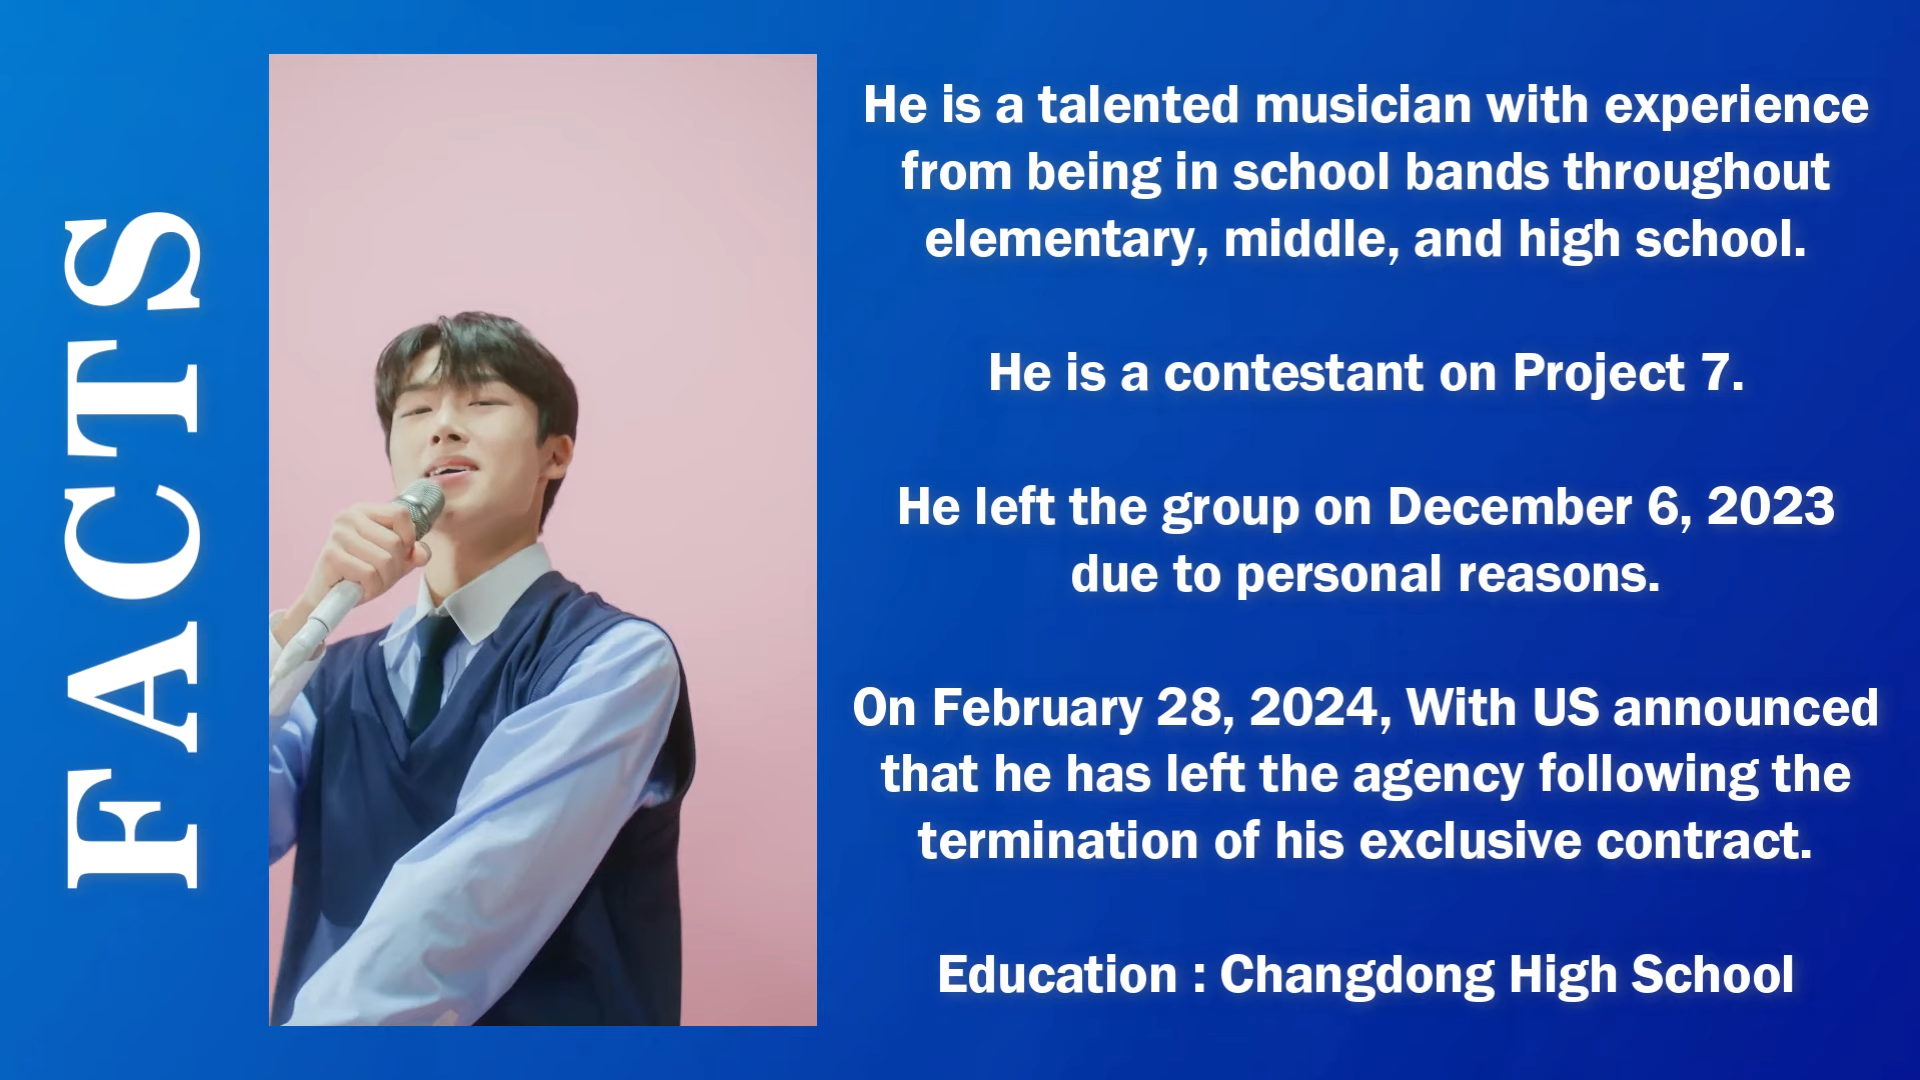 FACTS
He is a talented musician with experience
from being in school bands throughout
elementary, middle, and high school.
He is a contestant on Project 7.
He left the group on December 6, 2023
due to personal reasons.
On February 28, 2024, With US announced
that he has left the agency following the
termination of his exclusive contract.
Education : Changdong High School